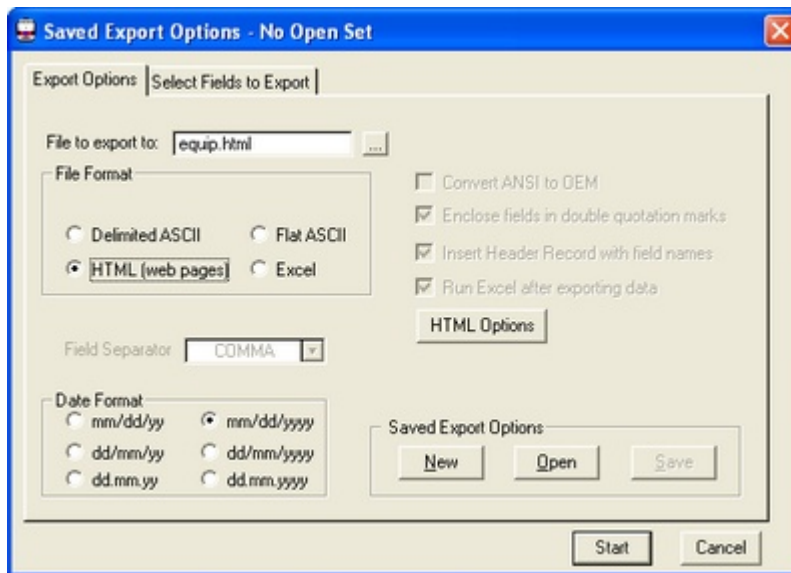 Saved Export Options - No Open Set
Export Options
Select Fields to Export
File to export to: equip.html ...
File Format
Delimited ASCII
Flat ASCII
HTML (web pages)
Excel
Convert ANSI to OEM
Enclose fields in double quotation marks
Insert Header Record with field names
Run Excel after exporting data
HTML Options
Field Separator COMMA
Date Format
mm/dd/yy
mm/dd/yyyy
dd/mm/yy
dd/mm/yyyy
dd.mm.yy
dd.mm.yyyy
Saved Export Options
New
Open
Save
Start
Cancel